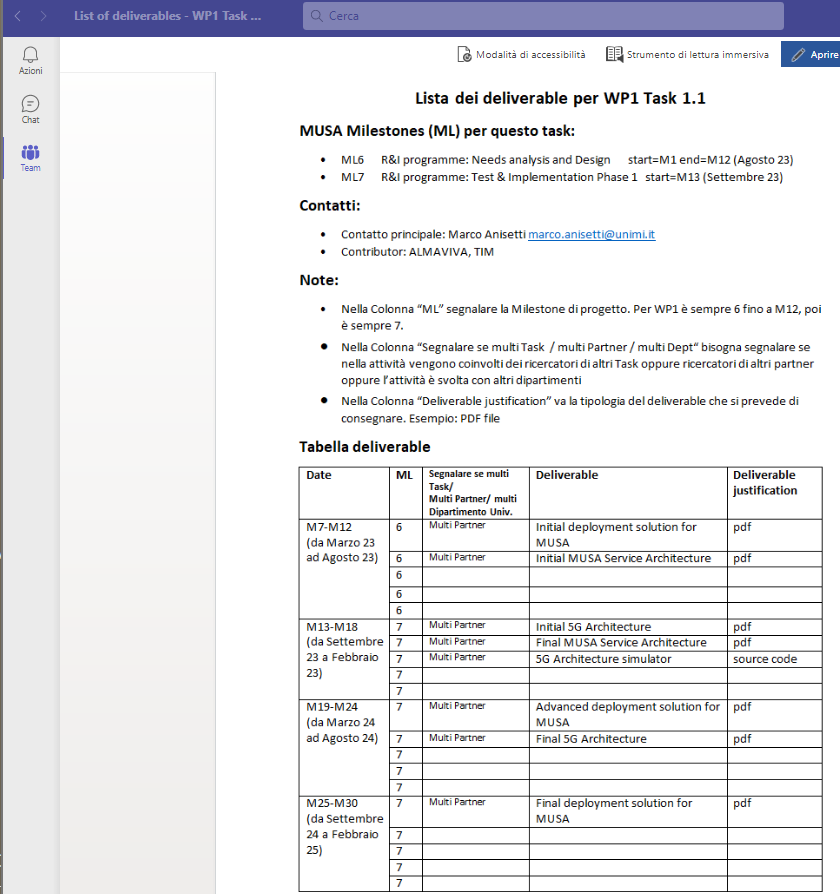 List of deliverables - WP1 Task ...
Cerca
Azioni
Chat
Team
Modalità di accessibilità
Strumento di lettura immersiva
Aprire
Lista dei deliverable per WP1 Task 1.1
MUSA Milestones (ML) per questo task:
• ML6 R&I programme: Needs analysis and Design start=M1 end=M12 (Agosto 23)
• ML7 R&I programme: Test & Implementation Phase 1 start=M13 (Settembre 23)
Contatti:
• Contatto principale: Marco Anisetti marco.anisetti@unimi.it
• Contributor: ALMAVIVA, TIM
Note:
• Nella Colonna “ML” segnalare la Milestone di progetto. Per WP1 è sempre 6 fino a M12, poi
è sempre 7.
• Nella Colonna “Segnalare se multi Task / multi Partner / multi Dept“ bisogna segnalare se
nella attività vengono coinvolti dei ricercatori di altri Task oppure ricercatori di altri partner
oppure l’attività è svolta con altri dipartimenti
• Nella Colonna “Deliverable justification” va la tipologia del deliverable che si prevede di
consegnare. Esempio: PDF file
Tabella deliverable
Date ML Segnalare se multi Deliverable Deliverable
Task/ justification
Multi Partner/ multi
Dipartimento Univ.
M7-M12 6 Multi Partner Initial deployment solution for pdf
(da Marzo 23 MUSA
ad Agosto 23) 6 Multi Partner Initial MUSA Service Architecture pdf
6
6
6
M13-M18 7 Multi Partner Initial 5G Architecture pdf
(da Settembre 7 Multi Partner Final MUSA Service Architecture pdf
23 a Febbraio 7 Multi Partner 5G Architecture simulator source code
23) 7
7
M19-M24 7 Multi Partner Advanced deployment solution for pdf
(da Marzo 24 MUSA
ad Agosto 24) 7 Multi Partner Final 5G Architecture pdf
7
7
7
M25-M30 7 Multi Partner Final deployment solution for pdf
(da Settembre MUSA
24 a Febbraio 7
25) 7
7
7